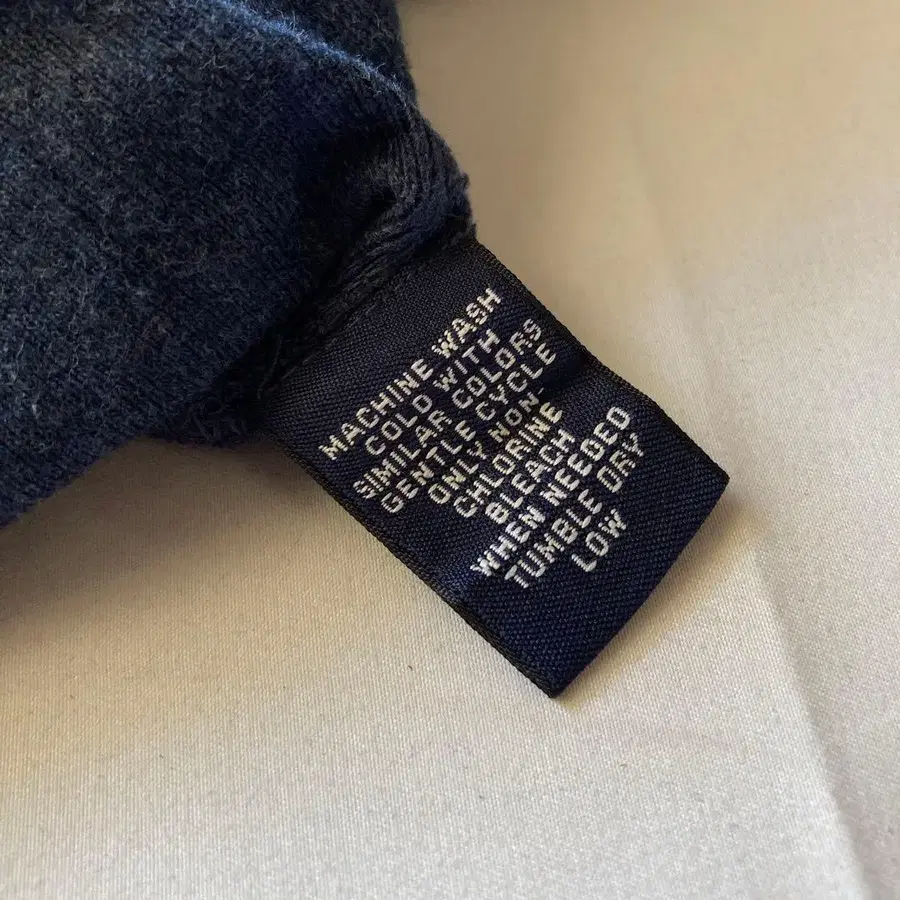 MACHINE WASH
COLD WITH
SIMILAR COLORS
GENTLE CYCLE
ONLY NON
CHLORINE
BLEACH
WHEN NEEDED
TUMBLE DRY
LOW